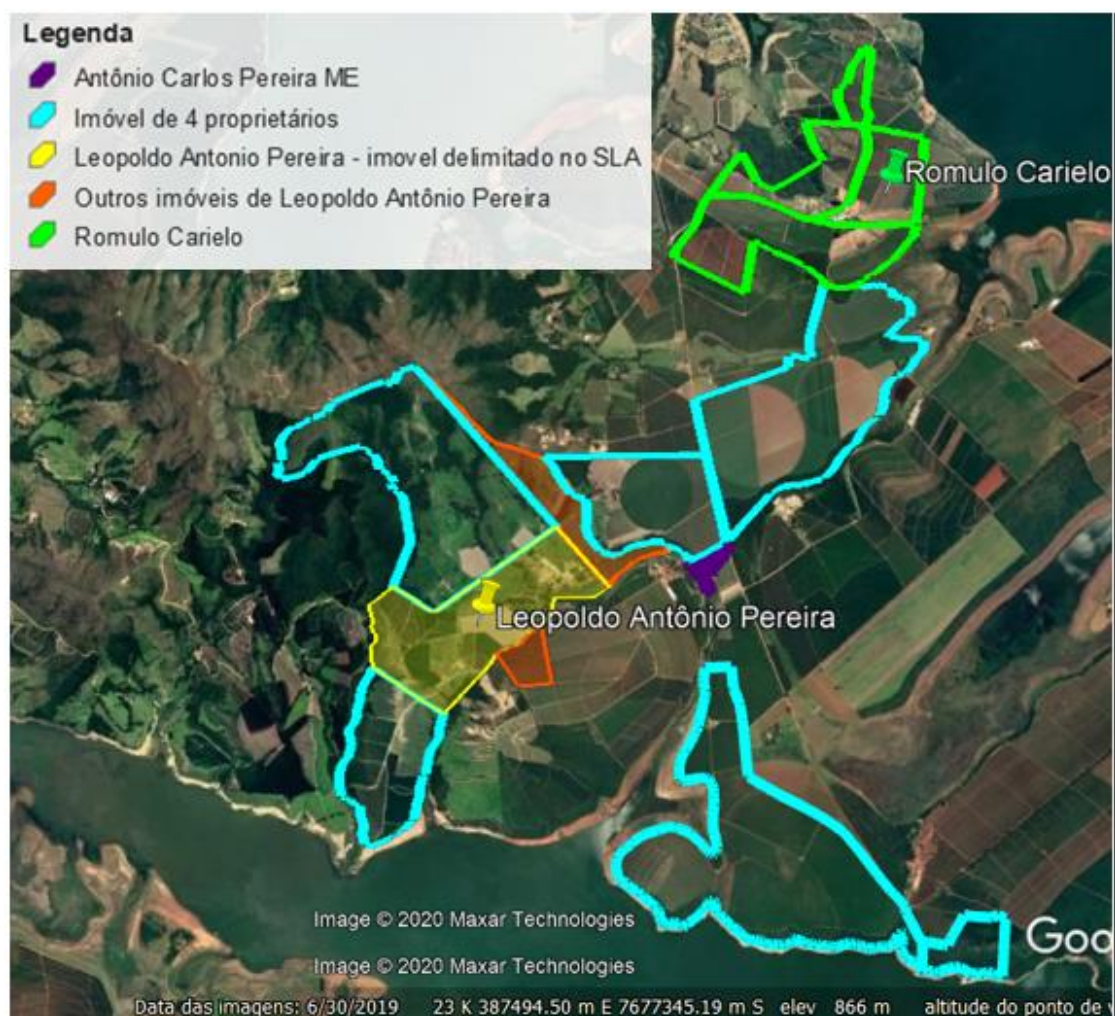 Legenda
Antônio Carlos Pereira ME
Imóvel de 4 proprietários
Leopoldo Antonio Pereira - imovel delimitado no SLA
Outros imóveis de Leopoldo Antônio Pereira
Romulo Carielo
Romulo Carielo
Leopoldo Antônio Pereira
Image © 2020 Maxar Technologies
Goo
Image © 2020 Maxar Technologies
Data das imagens: 6/30/2019 23 K 387494.50 m E 7677345.19 m S elev 866 m altitude do ponto de v